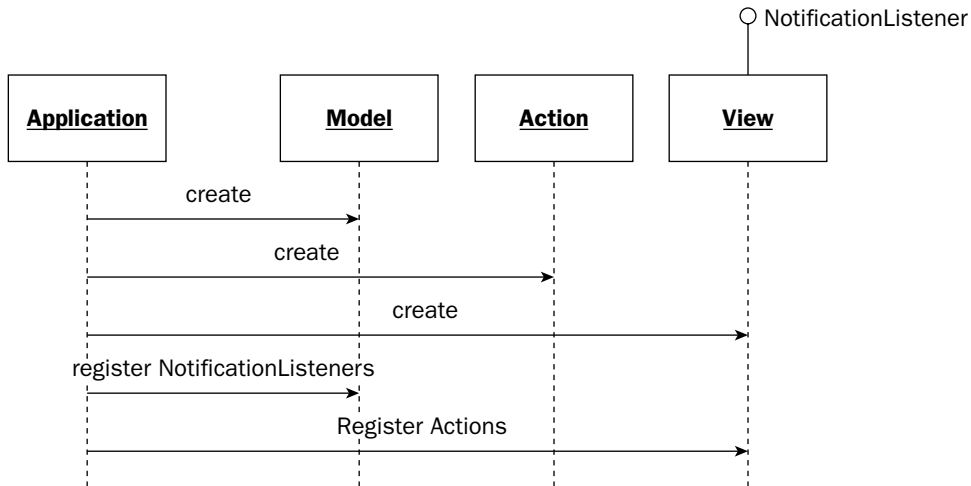 NotificationListener
Application
Model
Action
View
create
create
create
register NotificationListeners
Register Actions